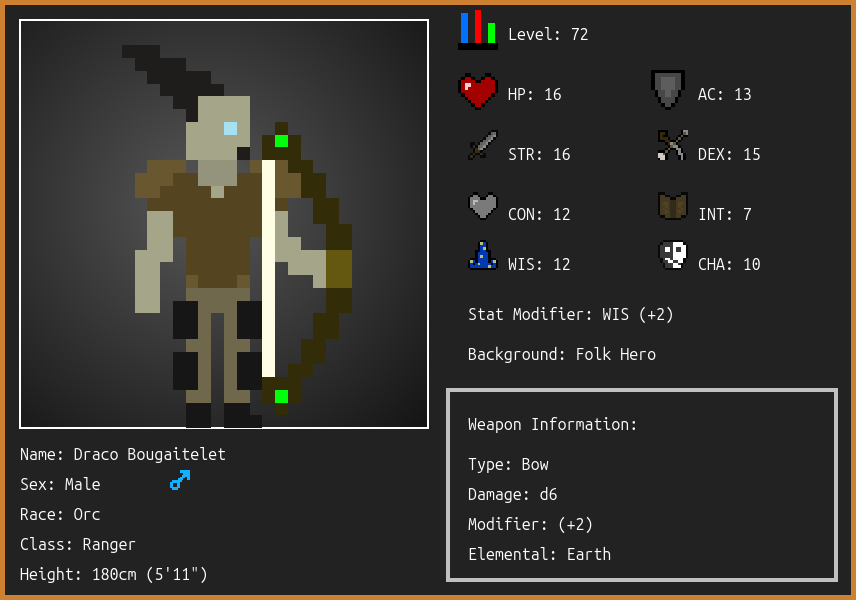 Level: 72
HP: 16
AC: 13
STR: 16
DEX: 15
CON: 12
INT: 7
WIS: 12
CHA: 10
Stat Modifier: WIS (+2)
Background: Folk Hero
Weapon Information:
Type: Bow
Damage: d6
Modifier: (+2)
Elemental: Earth
Name: Draco Bougaitelet
Sex: Male
Race: Orc
Class: Ranger
Height: 180cm (5'11")